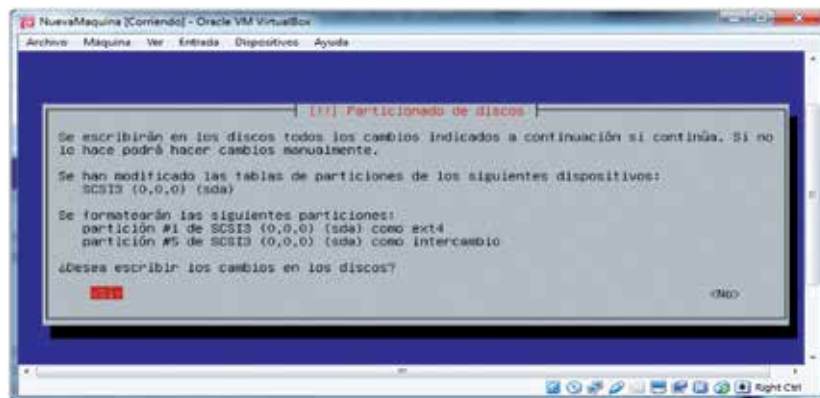 NuevaMaquina [Corriendo] - Oracle VM VirtualBox
Archivo Máquina Ver Entrada Dispositivos Ayuda
[!!] Particionado de discos
Se escribirán en los discos todos los cambios indicados a continuación si continúa. Si no
lo hace podrá hacer cambios manualmente.
Se han modificado las tablas de particiones de los siguientes dispositivos:
SCSI3 (0,0,0) (sda)
Se formatearán las siguientes particiones:
partición #1 de SCSI3 (0,0,0) (sda) como ext4
partición #5 de SCSI3 (0,0,0) (sda) como intercambio
¿Desea escribir los cambios en los discos?
<Sí> <No>
Right Ctrl